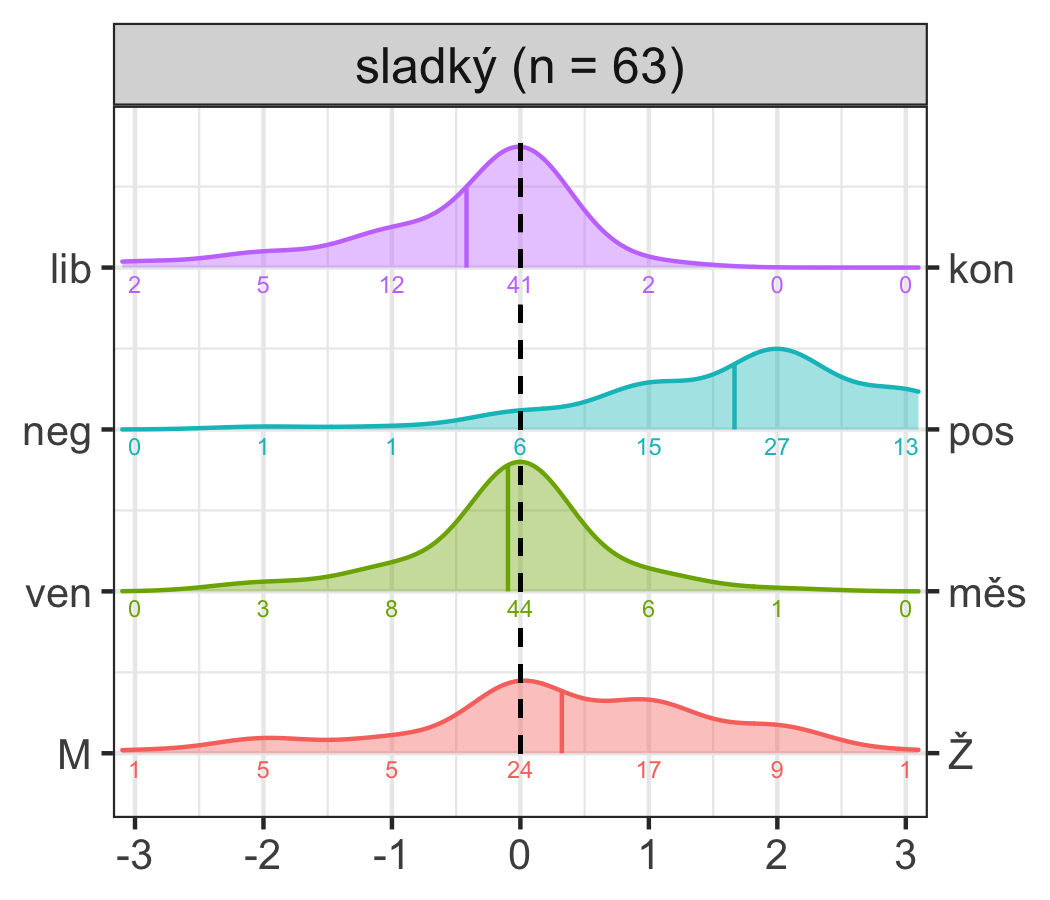 sladký (n = 63)
lib kon
2 5 12 41 2 0 0
neg pos
0 1 1 6 15 27 13
ven měs
0 3 8 44 6 1 0
M Ž
1 5 5 24 17 9 1
-3 -2 -1 0 1 2 3